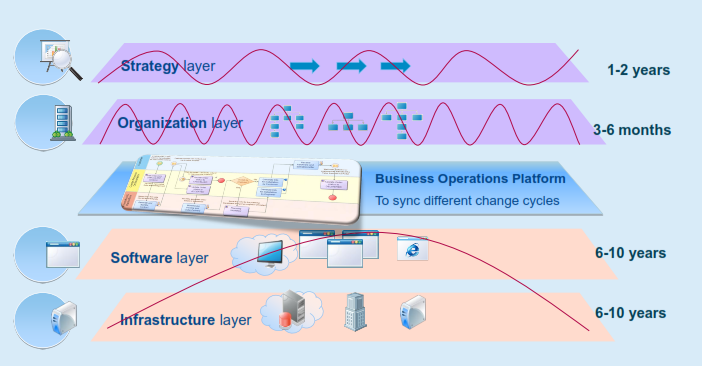 Strategy layer
1-2 years
Organization layer
3-6 months
Business Operations Platform
To sync different change cycles
Software layer
6-10 years
Infrastructure layer
6-10 years